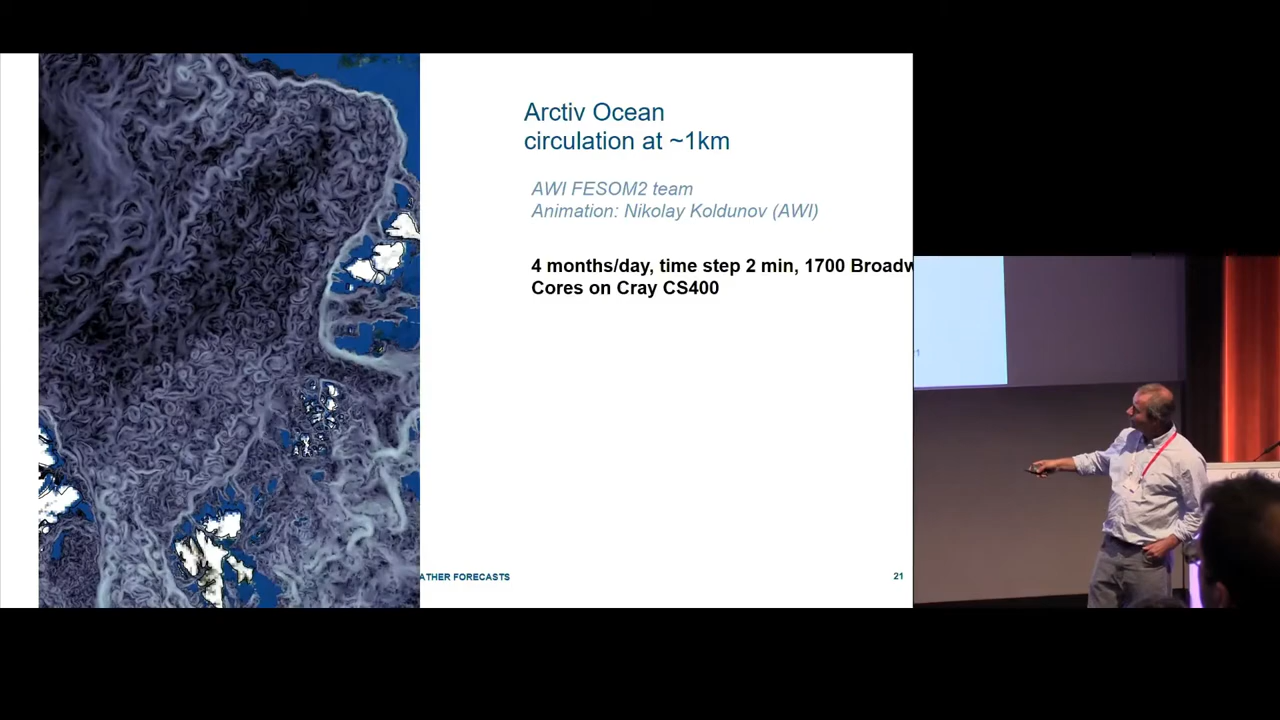 Arctiv Ocean
circulation at ~1km
AWI FESOM2 team
Animation: Nikolay Koldunov (AWI)
4 months/day, time step 2 min, 1700 Broadw
Cores on Cray CS400
ATHER FORECASTS
21